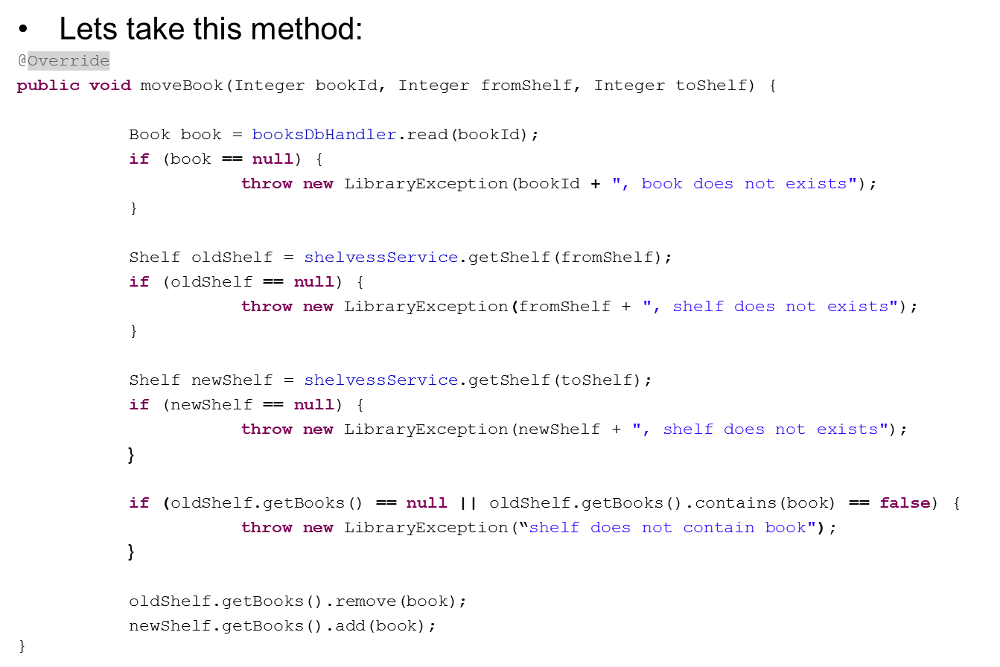 • Lets take this method:
@Override
public void moveBook(Integer bookId, Integer fromShelf, Integer toShelf) {
Book book = booksDbHandler.read(bookId);
if (book == null) {
throw new LibraryException(bookId + ", book does not exists");
}
Shelf oldShelf = shelvessService.getShelf(fromShelf);
if (oldShelf == null) {
throw new LibraryException(fromShelf + ", shelf does not exists");
}
Shelf newShelf = shelvessService.getShelf(toShelf);
if (newShelf == null) {
throw new LibraryException(newShelf + ", shelf does not exists");
}
if (oldShelf.getBooks() == null || oldShelf.getBooks().contains(book) == false) {
throw new LibraryException(“shelf does not contain book");
}
oldShelf.getBooks().remove(book);
newShelf.getBooks().add(book);
}